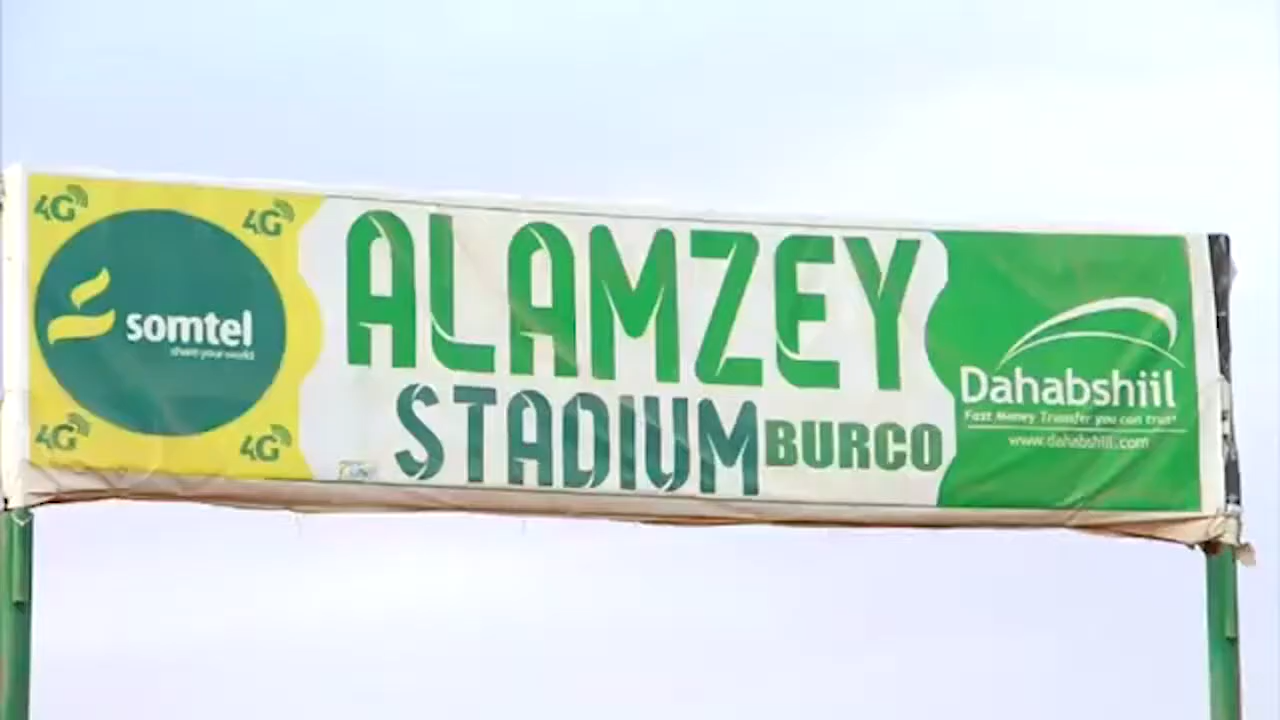 4G
4G
somtel
share your world
4G
4G
ALAMZEY
STADIUM BURCO
Dahabshiil
Fast Money Transfer you can trust
www.dahabshiil.com